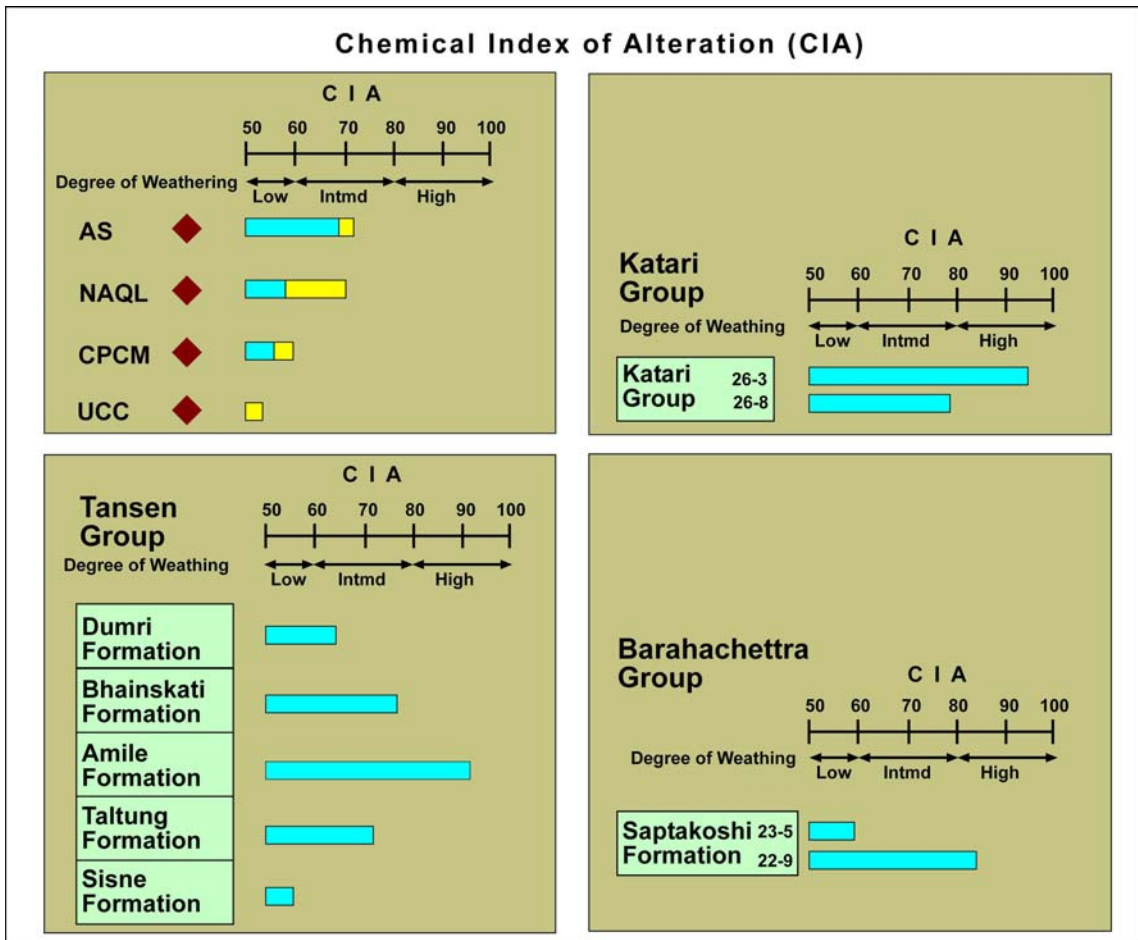 Chemical Index of Alteration (CIA)
C I A
50 60 70 80 90 100
Degree of Weathering
Low Intmd High
AS
NAQL
CPCM
UCC
C I A
Katari
Group
50 60 70 80 90 100
Degree of Weathing
Low Intmd High
Katari 26-3
Group 26-8
C I A
Tansen
Group
50 60 70 80 90 100
Degree of Weathing
Low Intmd High
Dumri
Formation
Bhainskati
Formation
Amile
Formation
Taltung
Formation
Sisne
Formation
Barahachettra
Group
C I A
50 60 70 80 90 100
Degree of Weathing
Low Intmd High
Saptakoshi 23-5
Formation 22-9